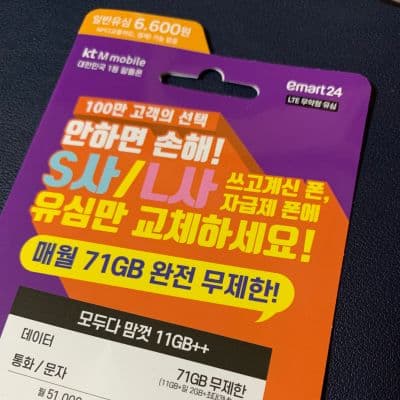 일반유심 6,600원
kt M mobile
대한민국 1등 알뜰폰
emart24
LTE 무약정 유심
100만 고객의 선택
안하면 손해!
S사/L사 쓰고계신 폰,
자급제 폰에
유심만 교체하세요!
매월 71GB 완전 무제한!
모두다 맘껏 11GB++
데이터
71GB 무제한
통화/문자
월 51,000